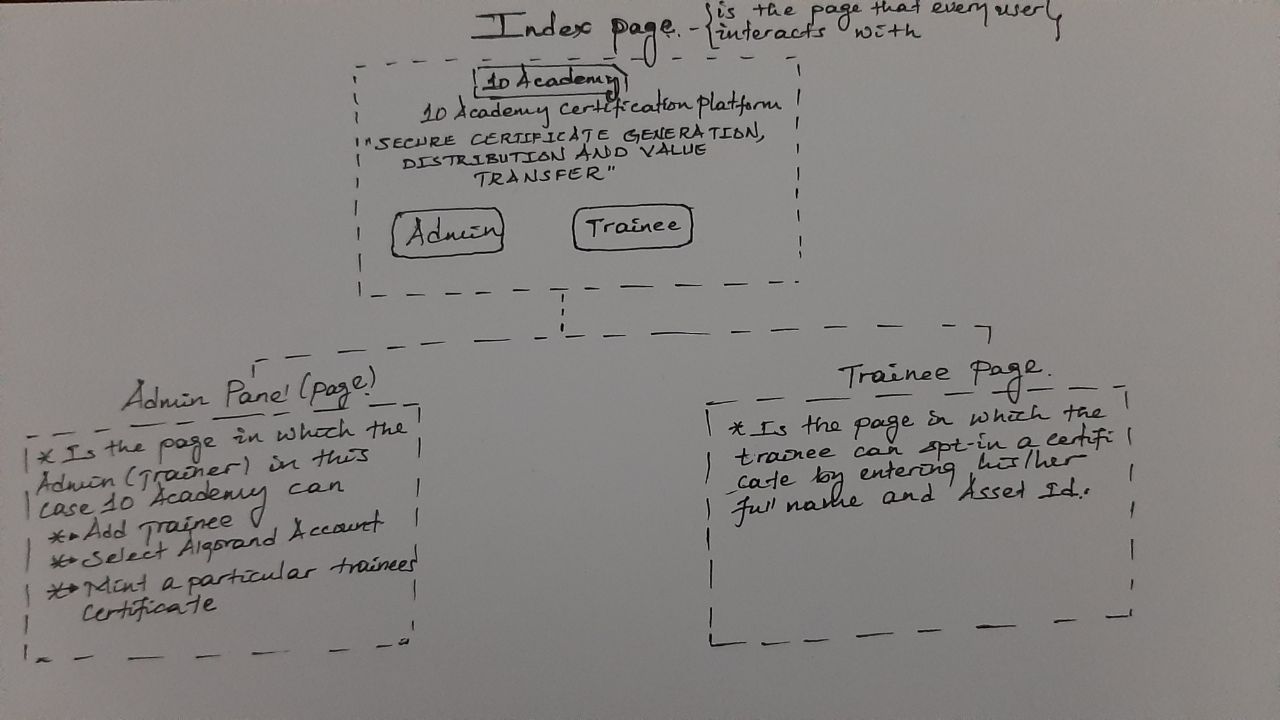 Index page. - {is the page that every user}
interacts with
10 Academy
10 Academy certification platform
"SECURE CERTIFICATE GENERATION,
DISTRIBUTION AND VALUE
TRANSFER"
Admin
Trainee
Admin Panel (page)
* Is the page in which the
Admin (Trainer) in this
case 10 Academy can
*→ Add Trainee
*→ Select Algorand Account
*→ Mint a particular trainees
certificate
Trainee Page.
* Is the page in which the
trainee can opt-in a certifi
cate by entering his/her
full name and Asset Id.